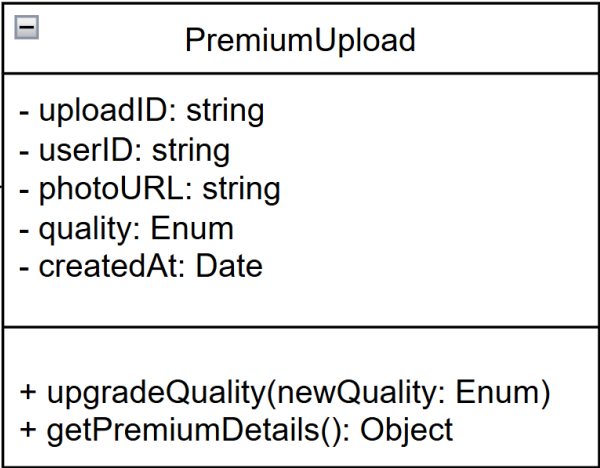 PremiumUpload
- uploadID: string
- userID: string
- photoURL: string
- quality: Enum
- createdAt: Date
+ upgradeQuality(newQuality: Enum)
+ getPremiumDetails(): Object